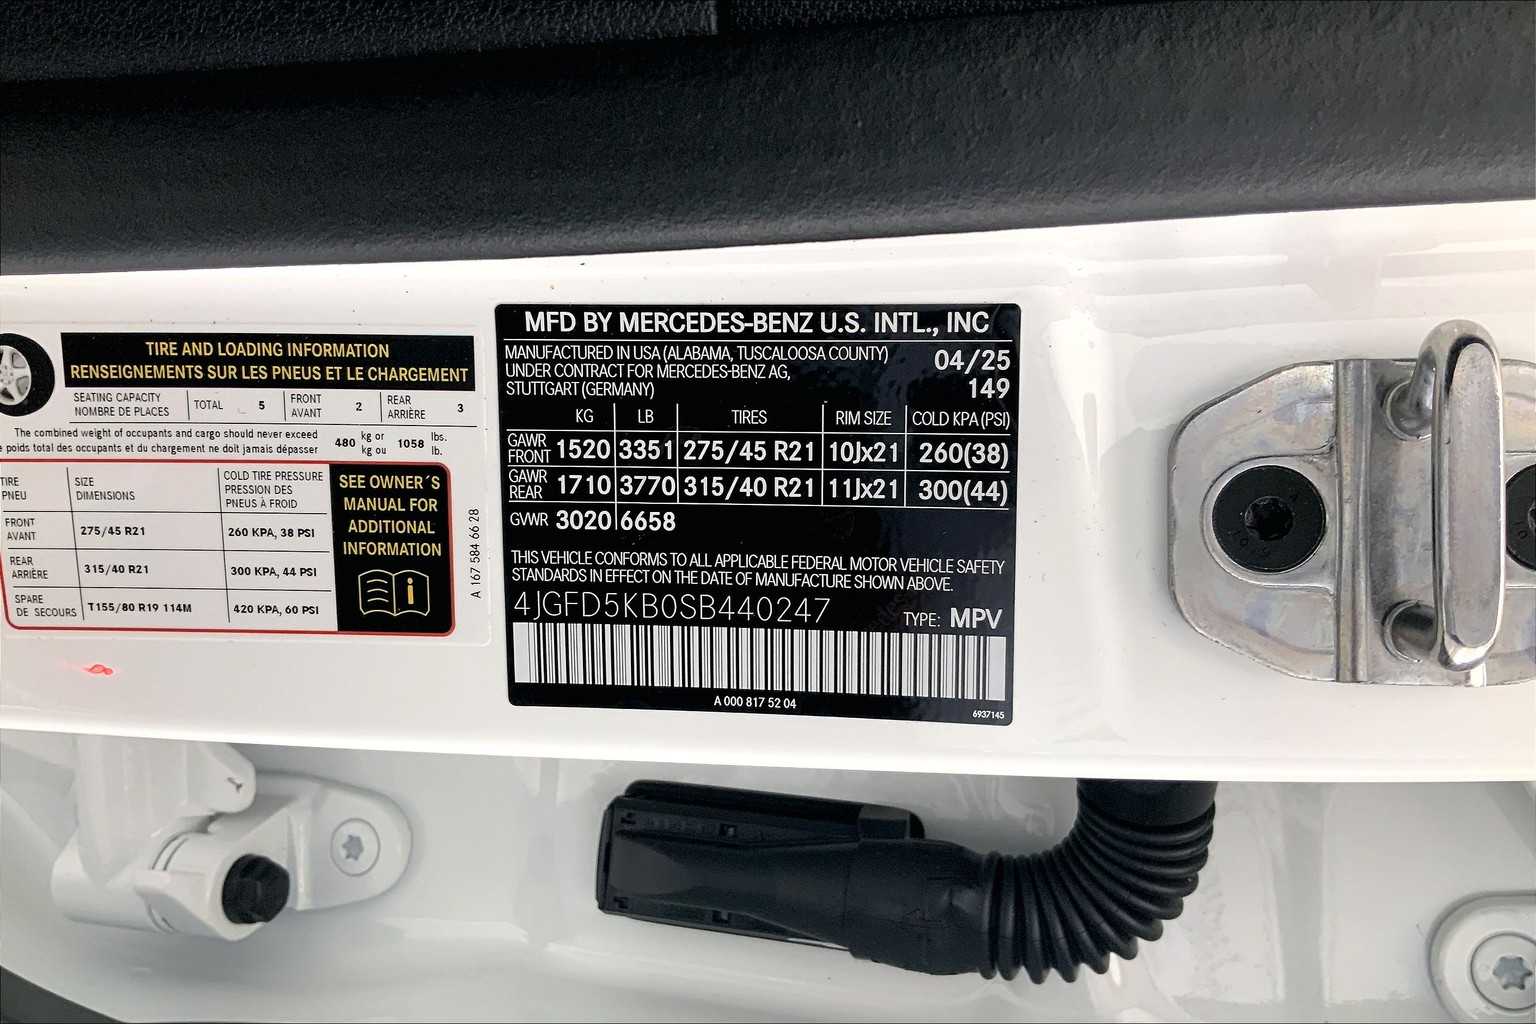 TIRE AND LOADING INFORMATION
RENSEIGNEMENTS SUR LES PNEUS ET LE CHARGEMENT
SEATING CAPACITY
NOMBRE DE PLACES
TOTAL 5
FRONT
AVANT
2
REAR
ARRIÈRE
3
The combined weight of occupants and cargo should never exceed
poids total des occupants et du chargement ne doit jamais dépasser
480 kg or
kg ou
1058 lbs.
lb.
TIRE
PNEU
SIZE
DIMENSIONS
COLD TIRE PRESSURE
PRESSION DES
PNEUS À FROID
FRONT
AVANT
275/45 R21
260 KPA, 38 PSI
REAR
ARRIÈRE
315/40 R21
300 KPA, 44 PSI
SPARE
DE SECOURS
T155/80 R19 114M
420 KPA, 60 PSI
SEE OWNER´S
MANUAL FOR
ADDITIONAL
INFORMATION
i
A 167 584 66 28
MFD BY MERCEDES-BENZ U.S. INTL., INC
MANUFACTURED IN USA (ALABAMA, TUSCALOOSA COUNTY)
UNDER CONTRACT FOR MERCEDES-BENZ AG,
STUTTGART (GERMANY)
04/25
149
KG LB TIRES RIM SIZE COLD KPA (PSI)
GAWR
FRONT
1520 3351 275/45 R21 10Jx21 260(38)
GAWR
REAR
1710 3770 315/40 R21 11Jx21 300(44)
GVWR 3020 6658
THIS VEHICLE CONFORMS TO ALL APPLICABLE FEDERAL MOTOR VEHICLE SAFETY
STANDARDS IN EFFECT ON THE DATE OF MANUFACTURE SHOWN ABOVE.
4JGFD5KB0SB440247
TYPE: MPV
A 000 817 52 04
6937145